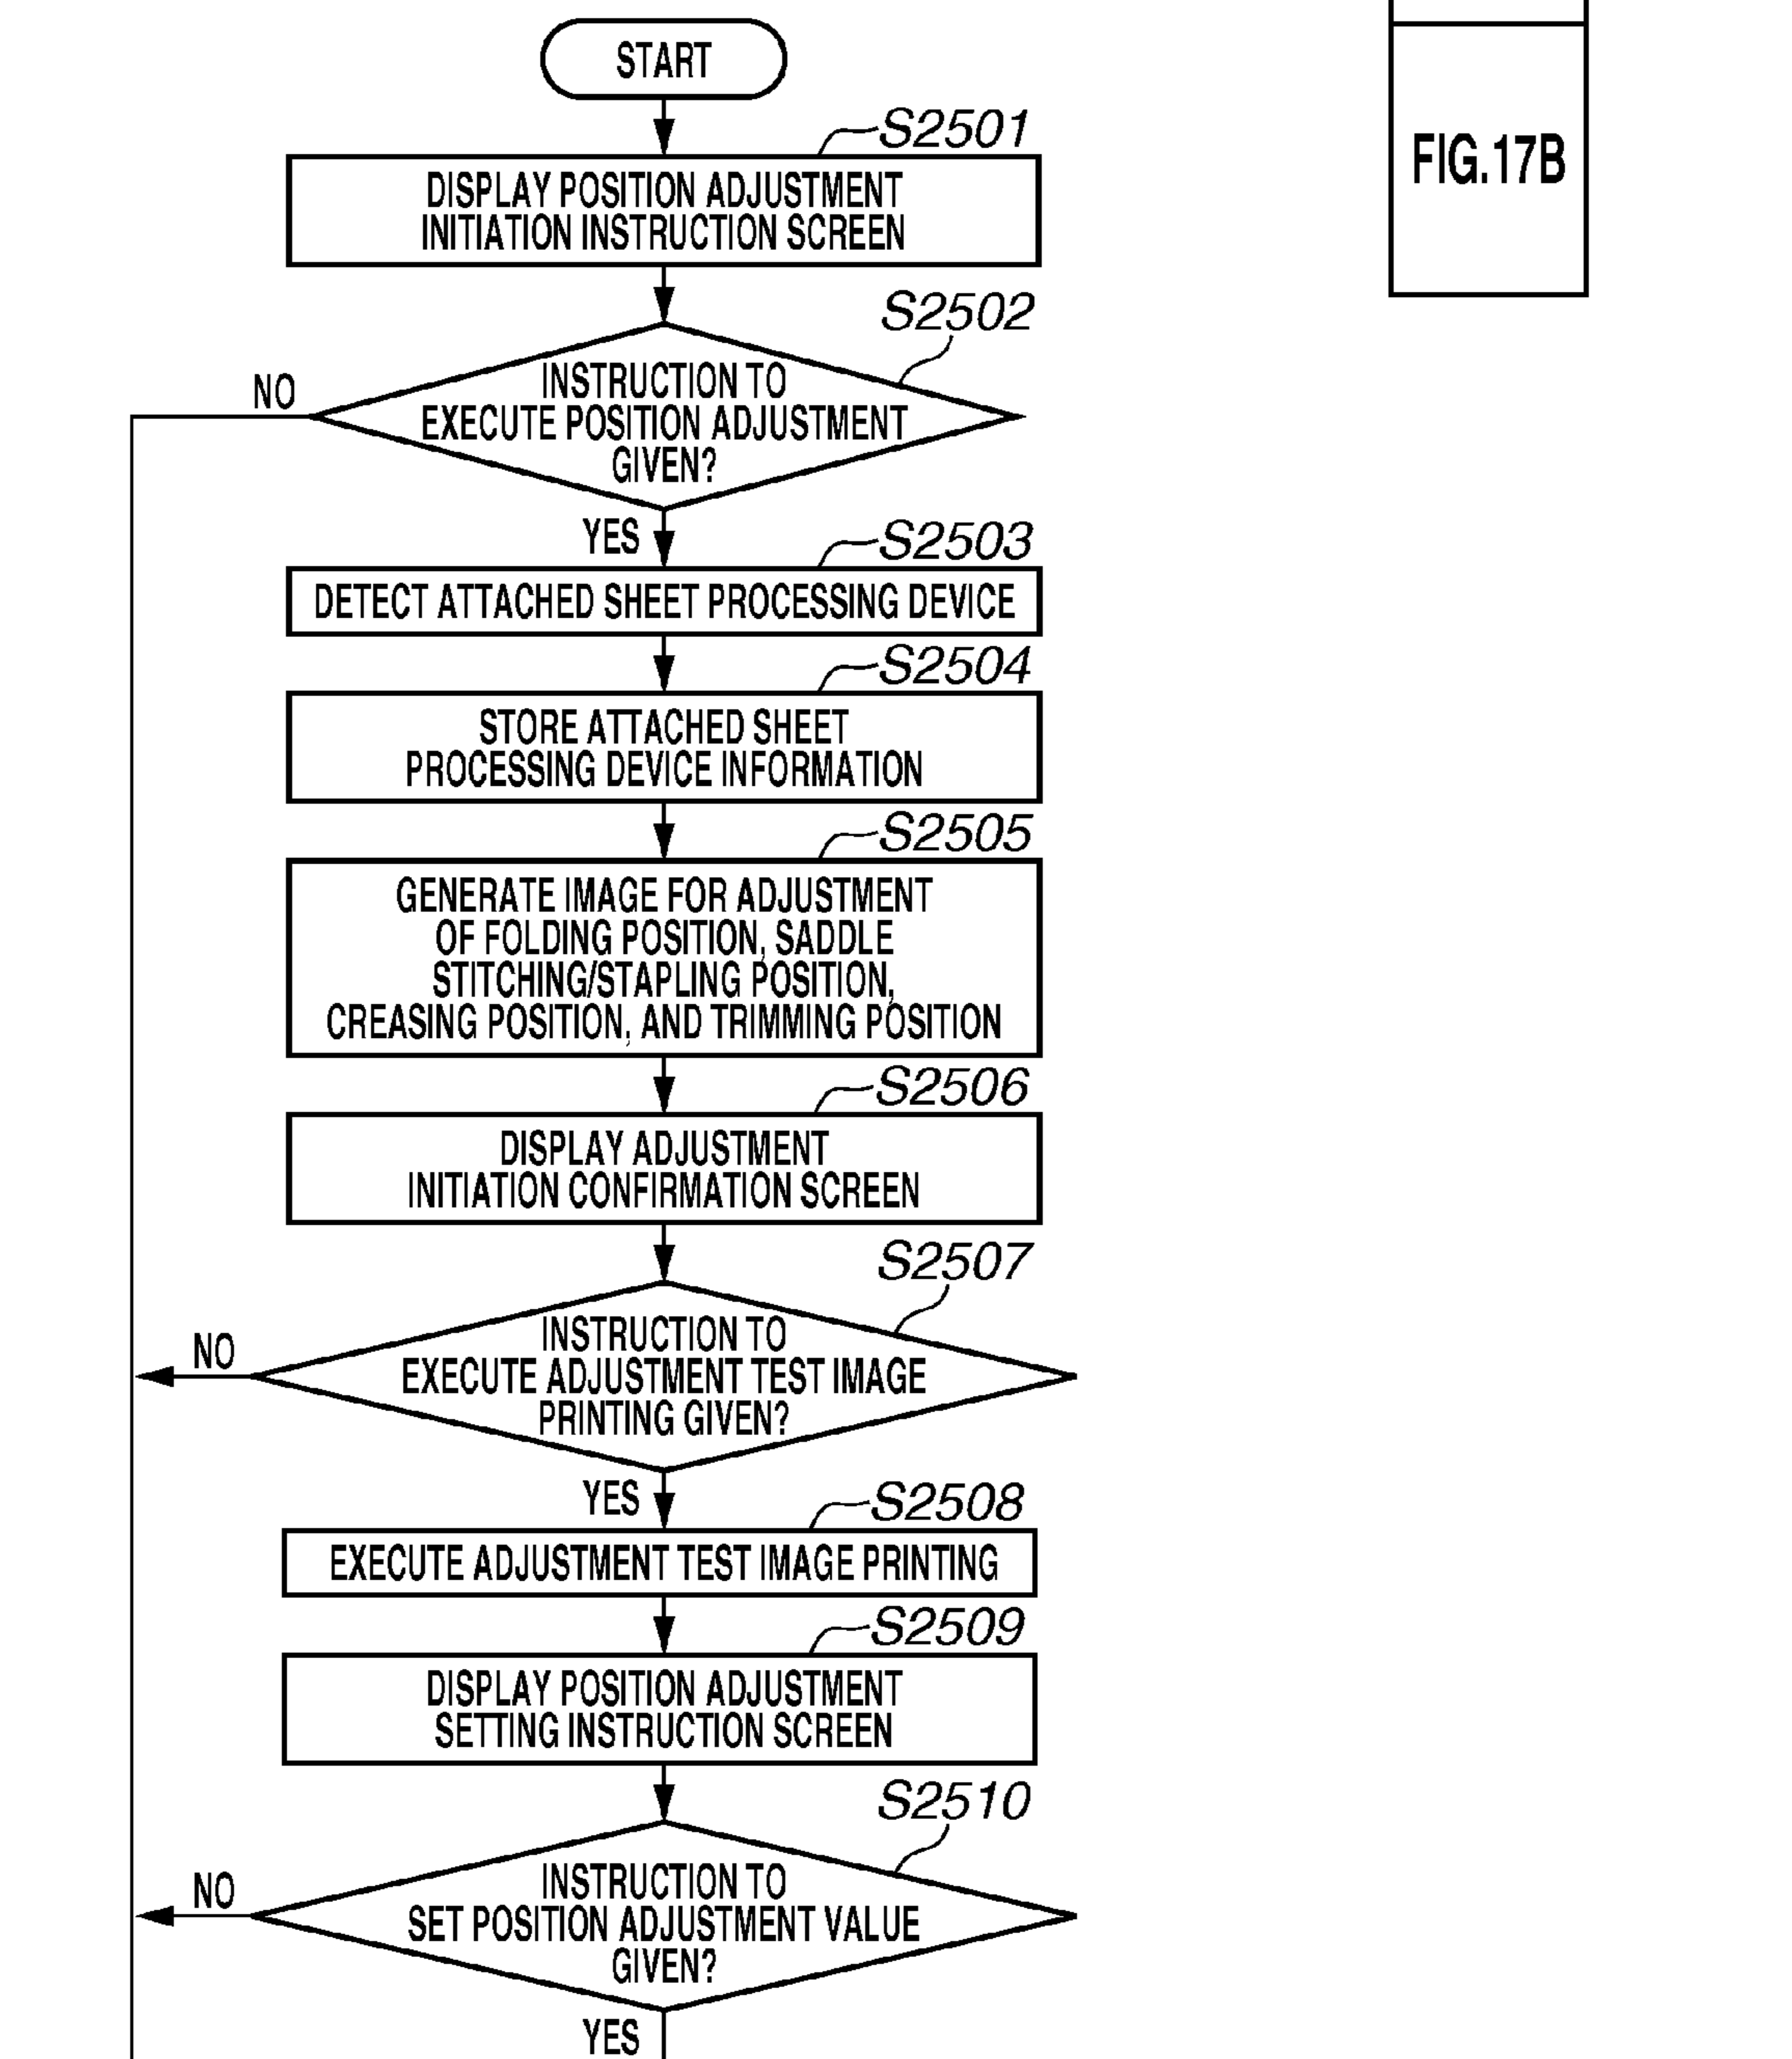 START
S2501
DISPLAY POSITION ADJUSTMENT
INITIATION INSTRUCTION SCREEN
FIG.17B
S2502
INSTRUCTION TO
EXECUTE POSITION ADJUSTMENT
GIVEN?
NO
YES
S2503
DETECT ATTACHED SHEET PROCESSING DEVICE
S2504
STORE ATTACHED SHEET
PROCESSING DEVICE INFORMATION
S2505
GENERATE IMAGE FOR ADJUSTMENT
OF FOLDING POSITION, SADDLE
STITCHING/STAPLING POSITION,
CREASING POSITION, AND TRIMMING POSITION
S2506
DISPLAY ADJUSTMENT
INITIATION CONFIRMATION SCREEN
S2507
INSTRUCTION TO
EXECUTE ADJUSTMENT TEST IMAGE
PRINTING GIVEN?
NO
YES
S2508
EXECUTE ADJUSTMENT TEST IMAGE PRINTING
S2509
DISPLAY POSITION ADJUSTMENT
SETTING INSTRUCTION SCREEN
S2510
INSTRUCTION TO
SET POSITION ADJUSTMENT VALUE
GIVEN?
NO
YES